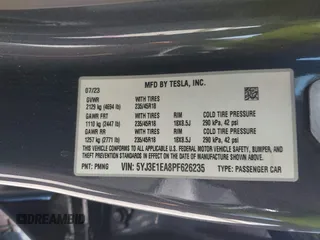 MFD BY TESLA, INC.
07/23
GVWR WITH TIRES
2129 kg (4694 lb) 235/45R18
GAWR FRT WITH TIRES RIM COLD TIRE PRESSURE
1110 kg (2447 lb) 235/45R18 18X8.5J 290 kPa, 42 psi
GAWR RR WITH TIRES RIM COLD TIRE PRESSURE
1257 kg (2771 lb) 235/45R18 18X8.5J 290 kPa, 42 psi
THIS VEHICLE CONFORMS TO ALL APPLICABLE U.S. FEDERAL MOTOR VEHICLE SAFETY, BUMPER,
AND THEFT PREVENTION STANDARDS IN EFFECT ON THE DATE OF MANUFACTURE SHOWN ABOVE.
PNT: PMNG VIN: 5YJ3E1EA8PF626235 TYPE: PASSENGER CAR
DREAMBID